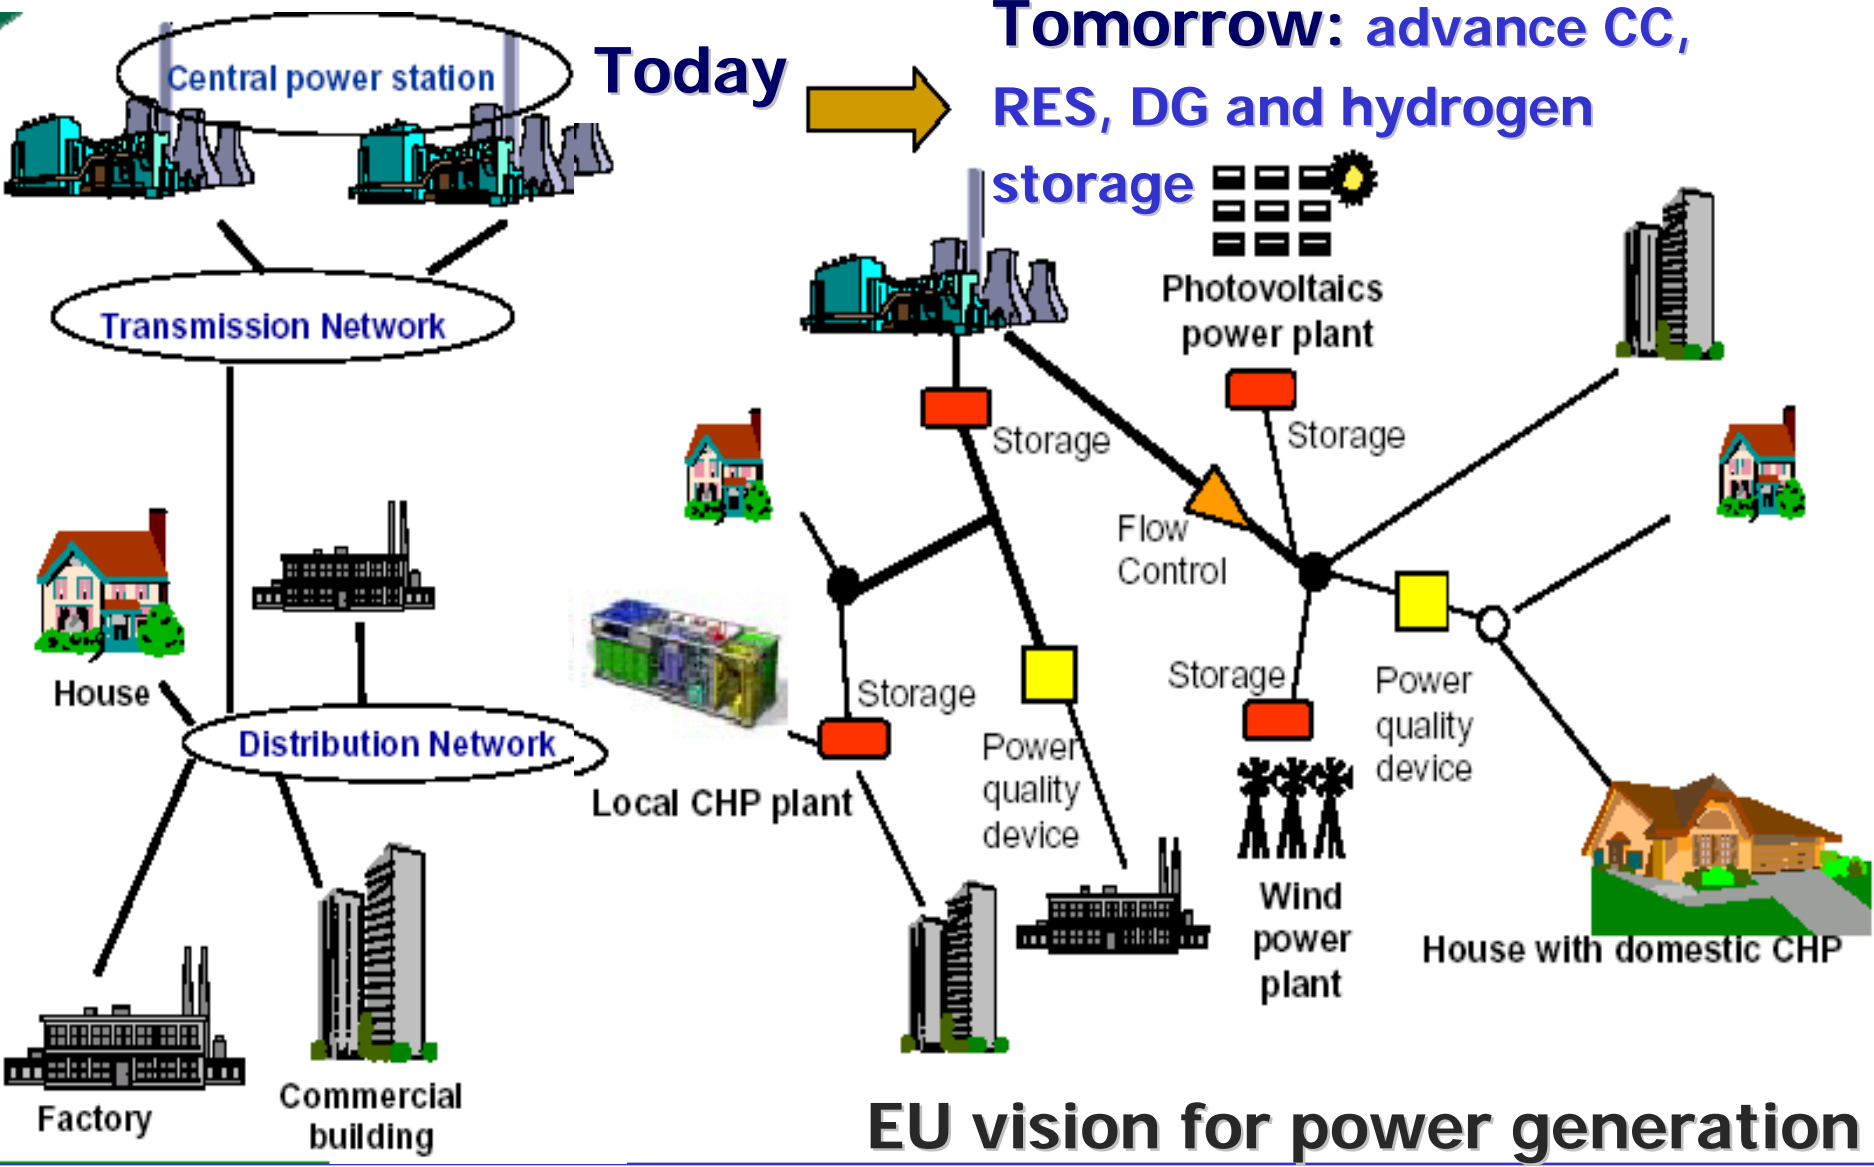 Central power station
Transmission Network
House
Distribution Network
Factory
Commercial
building
Today
Tomorrow: advance CC,
RES, DG and hydrogen
storage
Photovoltaics
power plant
Storage
Storage
Flow
Control
Storage
Local CHP plant
Power
quality
device
Storage
Power
quality
device
Wind
power
plant
House with domestic CHP
EU vision for power generation